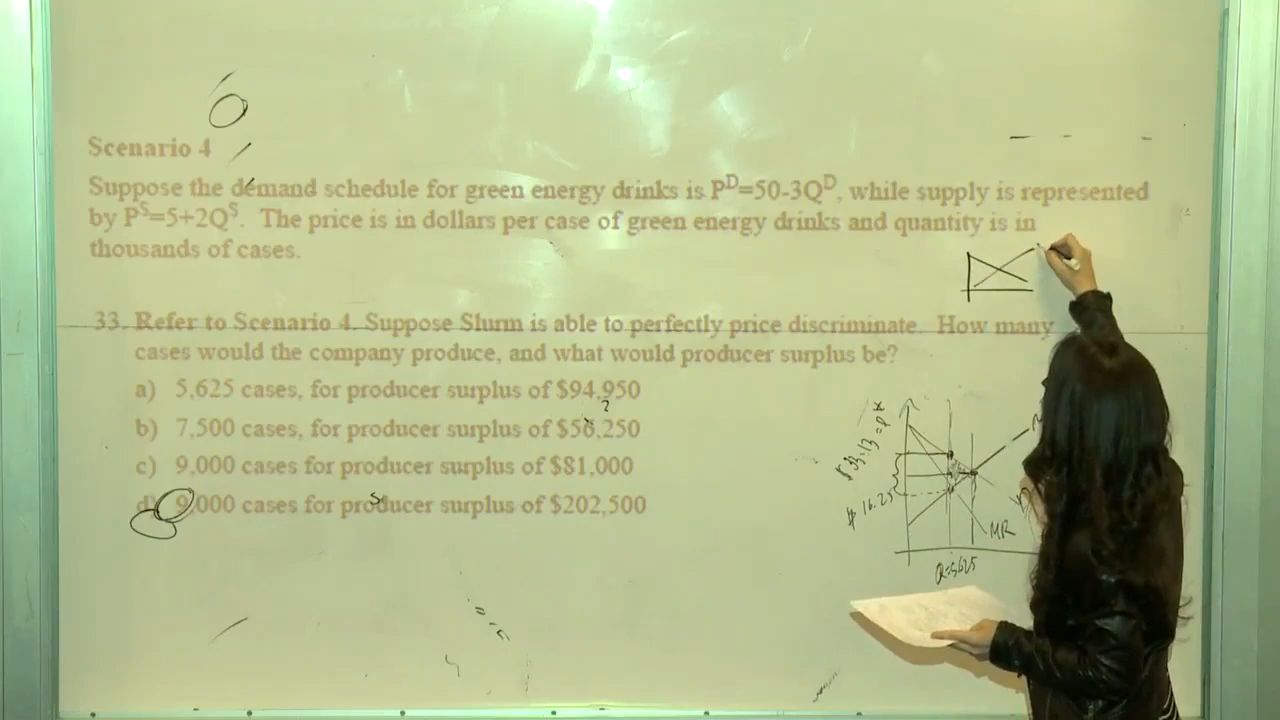 Scenario 4
Suppose the demand schedule for green energy drinks is P^D=50-3Q^D, while supply is represented
by P^S=5+2Q^S. The price is in dollars per case of green energy drinks and quantity is in
thousands of cases.
33. Refer to Scenario 4. Suppose Slurm is able to perfectly price discriminate. How many
cases would the company produce, and what would producer surplus be?
a) 5,625 cases, for producer surplus of $94,950
b) 7,500 cases, for producer surplus of $56,250
c) 9,000 cases for producer surplus of $81,000
d) 9,000 cases for producer surplus of $202,500
$33.13=P*
$16.25
MR
Q=5625